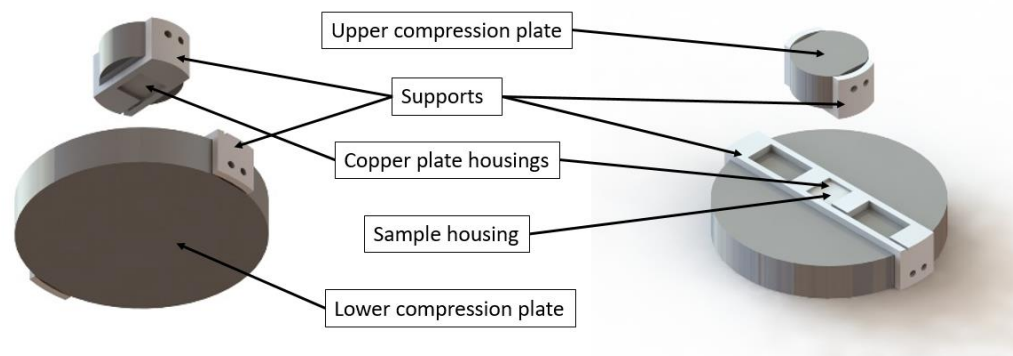 Upper compression plate
Supports
Copper plate housings
Sample housing
Lower compression plate